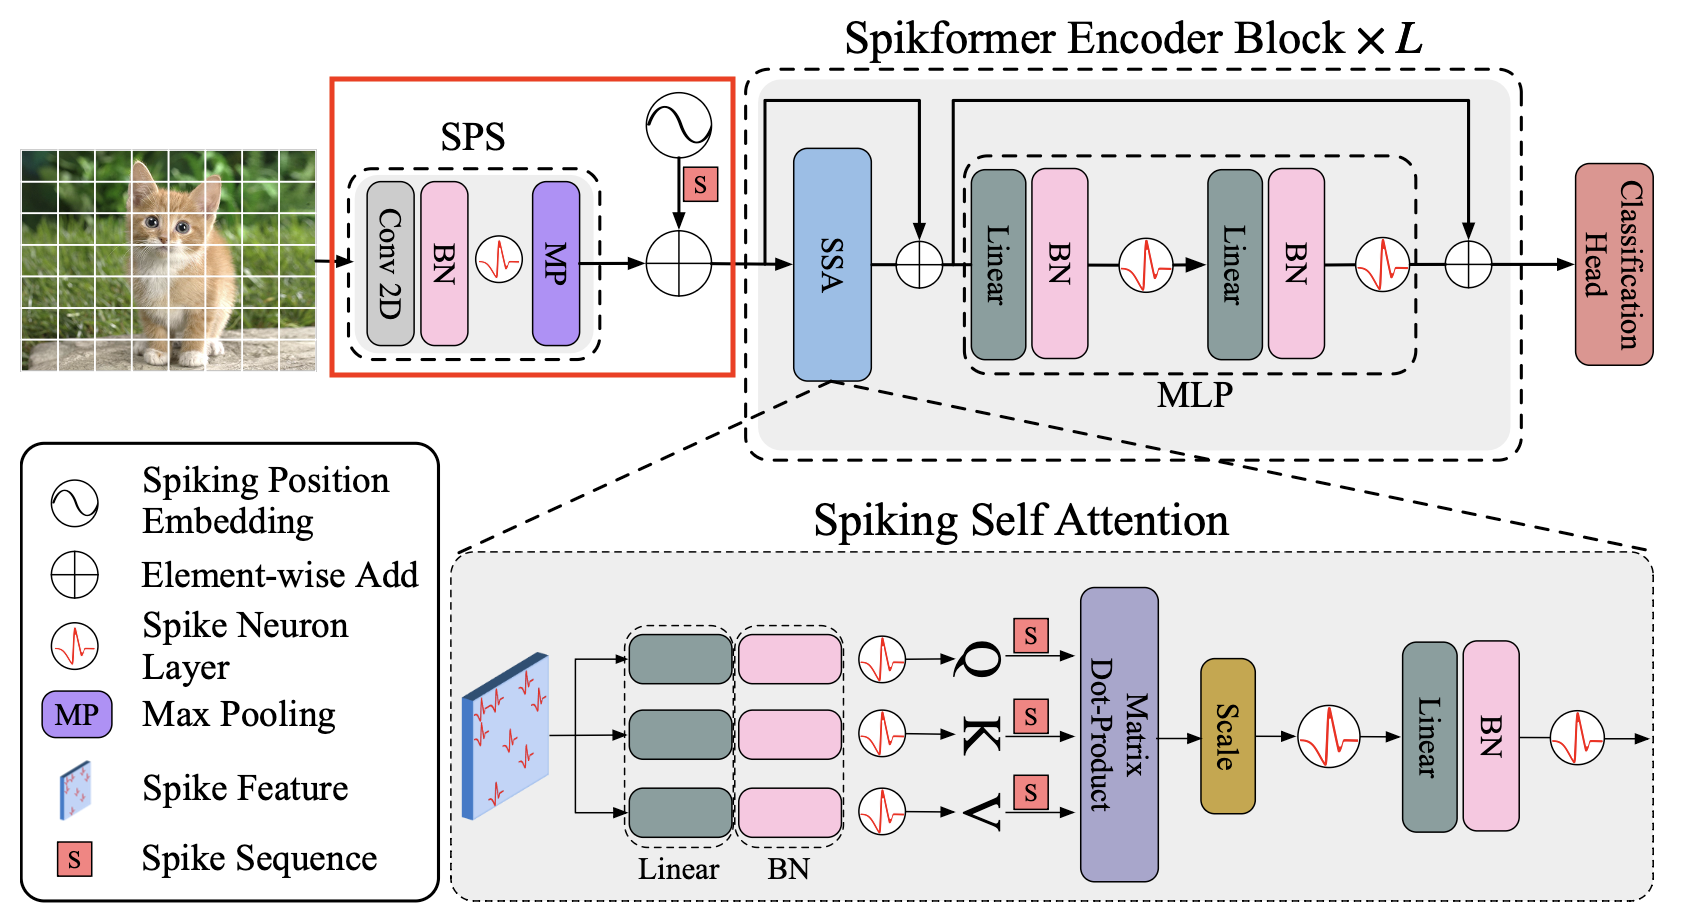 Spikformer Encoder Block × L
SPS
S
Conv 2D
BN
MP
SSA
Linear
BN
Linear
BN
MLP
Classification
Head
Spiking Position
Embedding
Element-wise Add
Spike Neuron
Layer
MP
Max Pooling
Spike Feature
S
Spike Sequence
Spiking Self Attention
Linear
BN
Q
S
K
S
V
S
Matrix
Dot-Product
Scale
Linear
BN